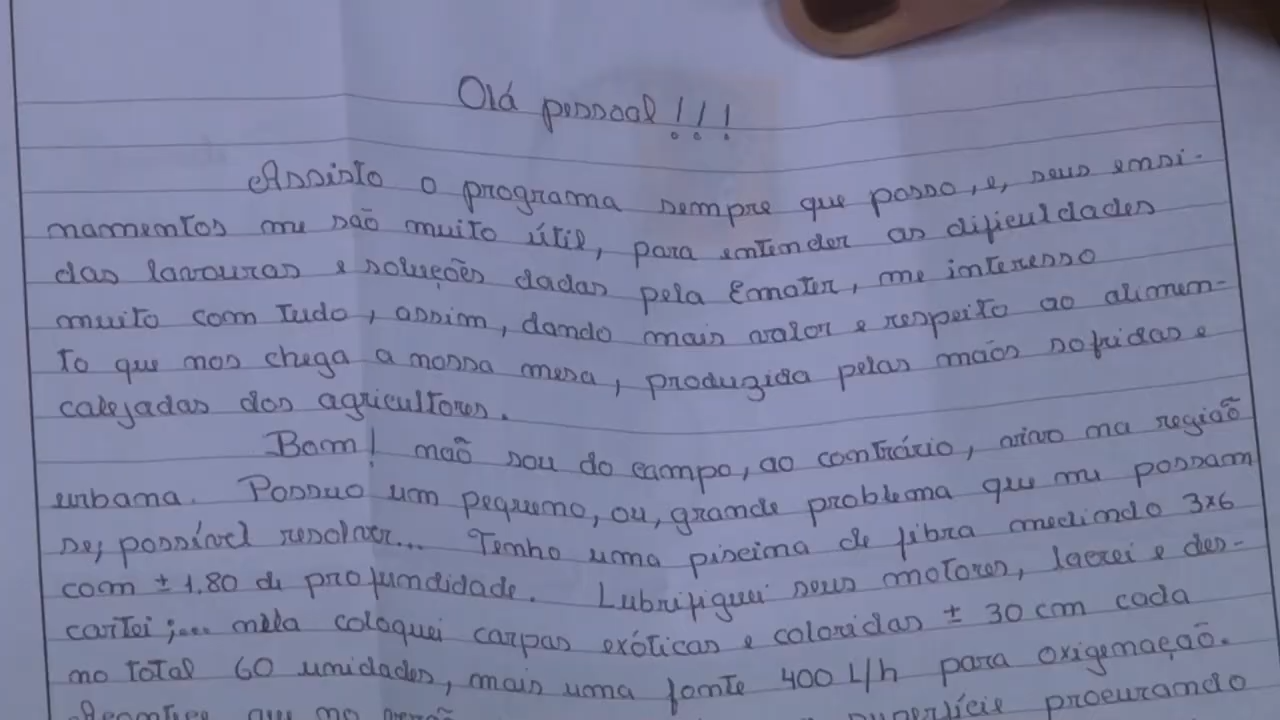 Olá pessoal!!!
Assisto o programa sempre que posso, e, seus ensi-
namentos me são muito útil, para entender as dificuldades
das lavouras e soluções dadas pela Emater, me interesso
muito com tudo, assim, dando mais valor e respeito ao alimen-
to que nos chega a nossa mesa, produzida pelas mãos sofridas e
calejadas dos agricultores.
Bom! não sou do campo, ao contrário, vivo na região
urbana. Possuo um pequeno, ou, grande problema que me possam
se, possível resolver... Tenho uma piscina de fibra medindo 3x6
com ± 1.80 de profundidade. Lubrifiquei seus motores, lacrei e des-
cartei;... nela coloquei carpas exóticas e coloridas ± 30 cm cada
no total 60 unidades, mais uma fonte 400 L/h para oxigenação.
que no superfície procurando